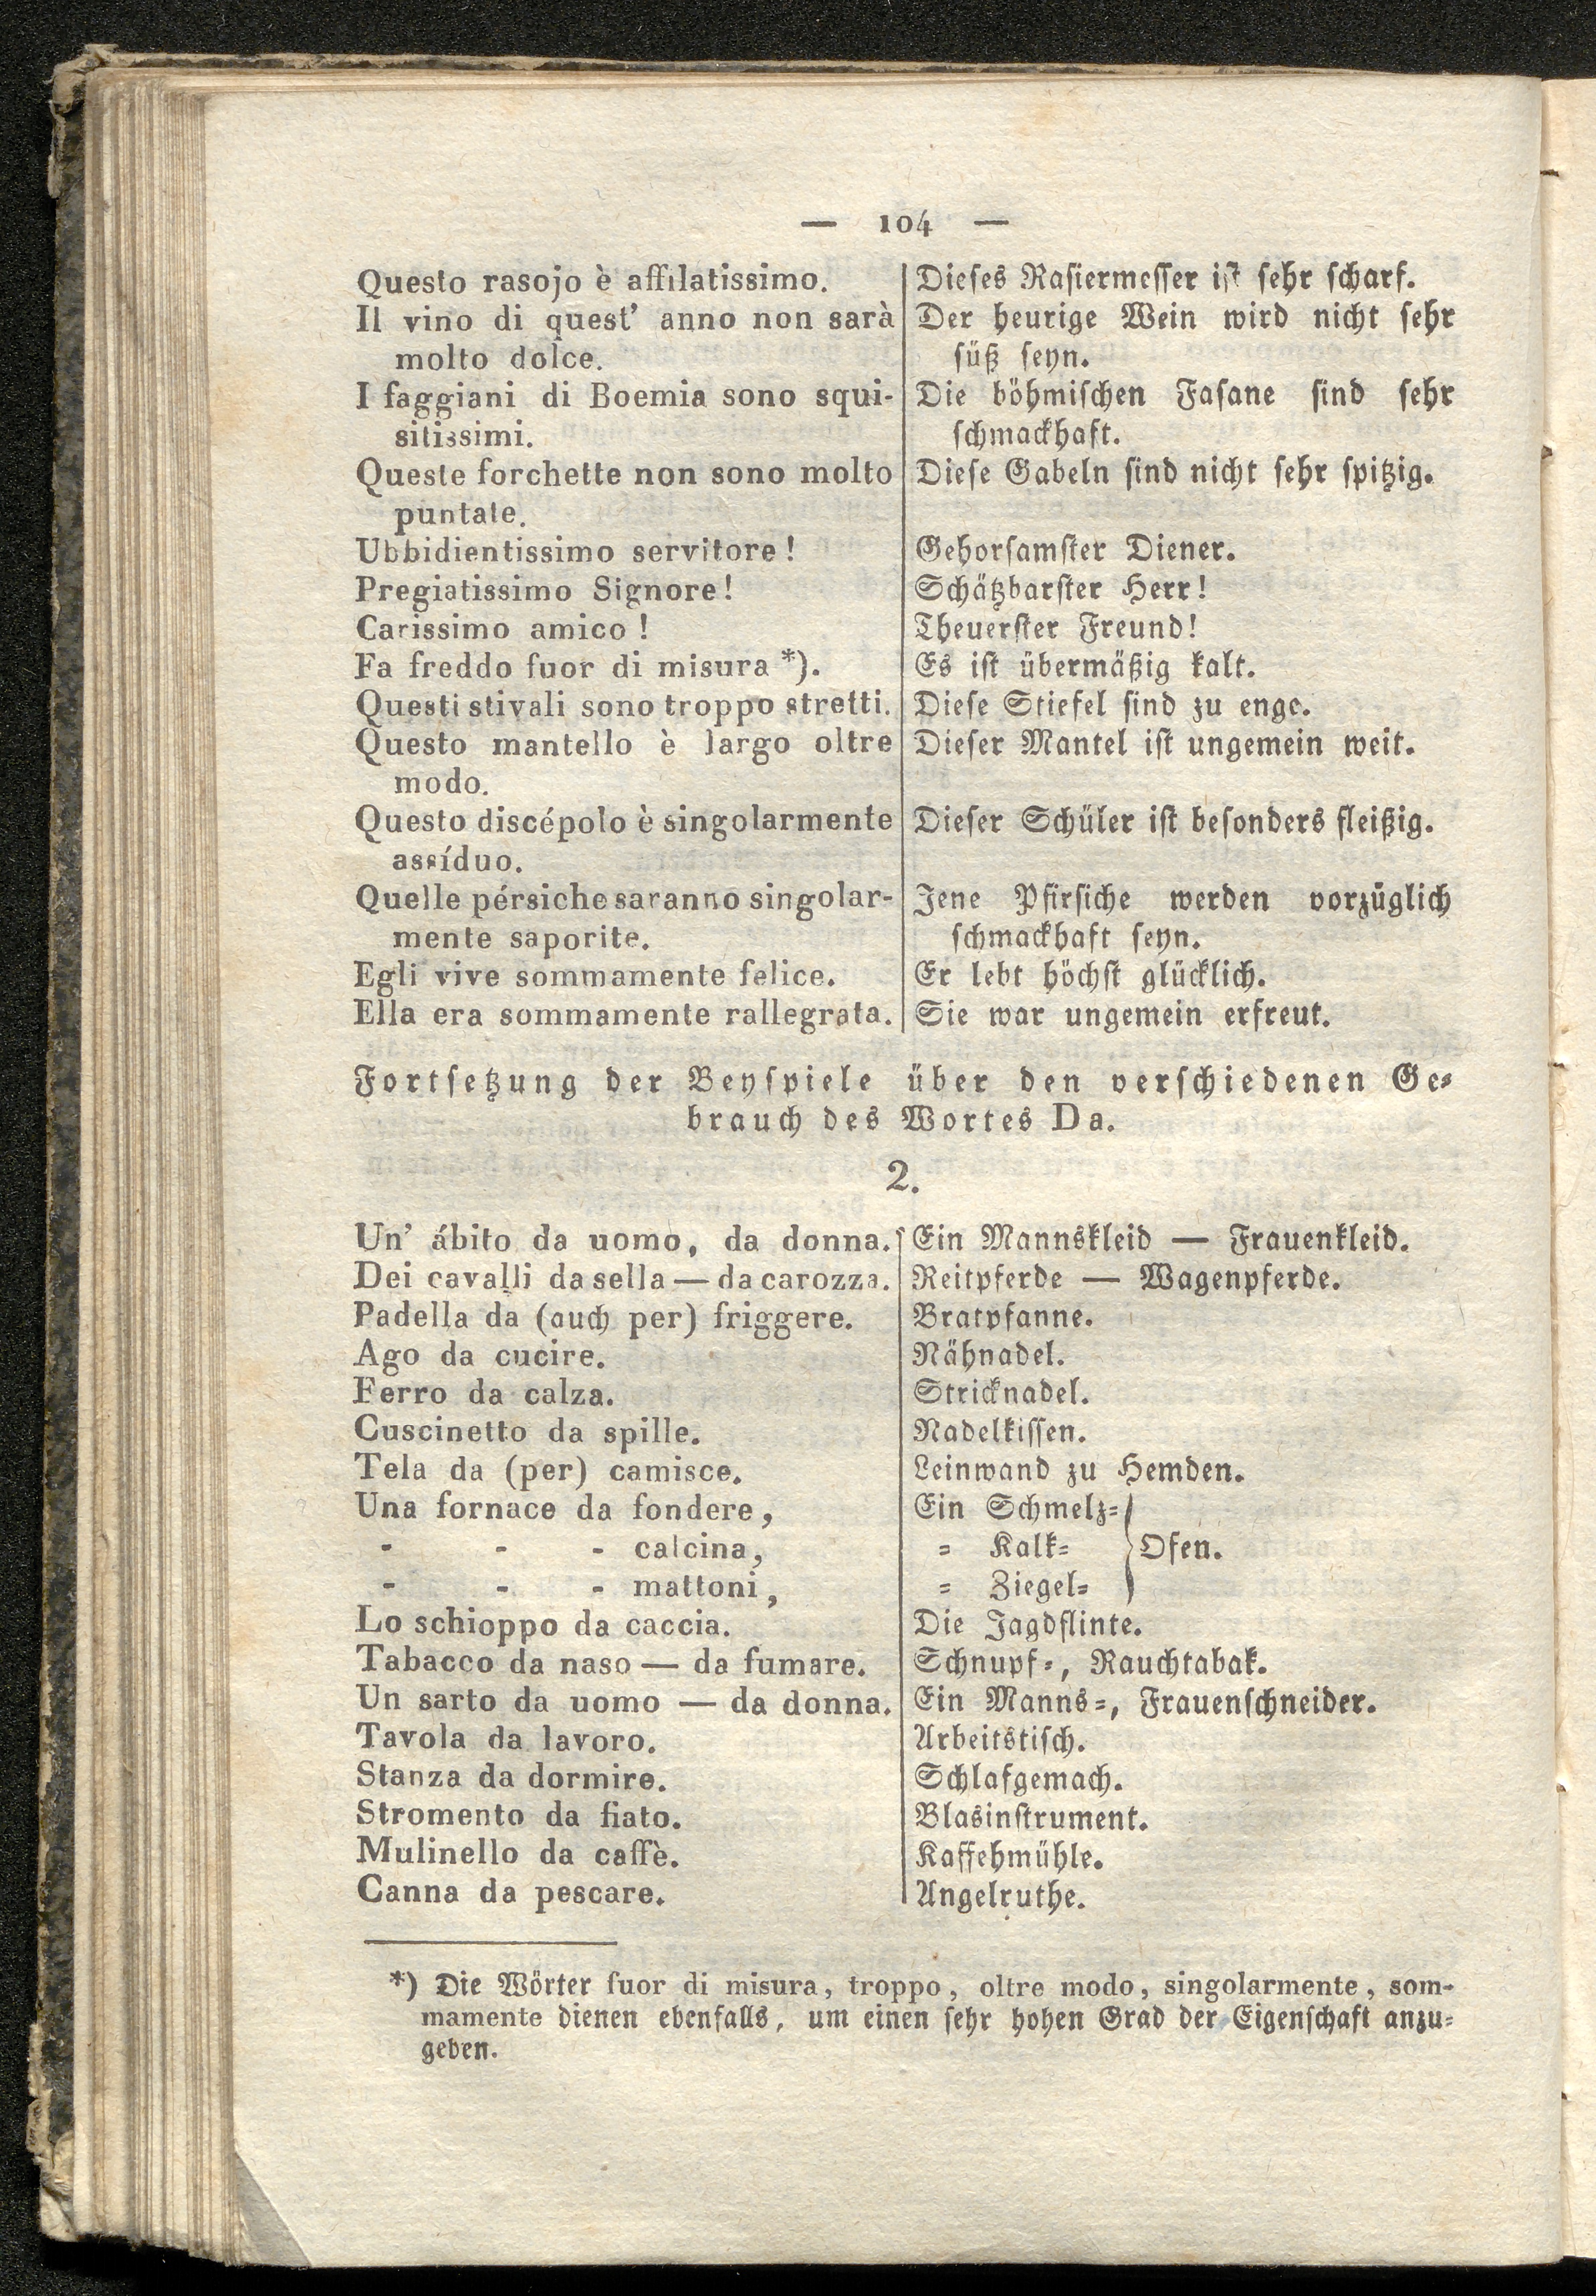 — 104 —
Questo rasojo è affilatissimo.
Il vino di quest' anno non sarà
molto dolce.
I faggiani di Boemia sono squi-
sitissimi.
Queste forchette non sono molto
puntate.
Ubbidientissimo servitore!
Pregiatissimo Signore!
Carissimo amico!
Fa freddo fuor di misura *).
Questi stivali sono troppo stretti.
Questo mantello è largo oltre
modo.
Questo discépolo è singolarmente
assíduo.
Quelle pérsiche saranno singolar-
mente saporite.
Egli vive sommamente felice.
Ella era sommamente rallegrata.
Dieses Rasiermesser ist sehr scharf.
Der heurige Wein wird nicht sehr
süß seyn.
Die böhmischen Fasane sind sehr
schmackhaft.
Diese Gabeln sind nicht sehr spitzig.
Gehorsamster Diener.
Schätzbarster Herr!
Theuerster Freund!
Es ist übermäßig kalt.
Diese Stiefel sind zu enge.
Dieser Mantel ist ungemein weit.
Dieser Schüler ist besonders fleißig.
Jene Pfirsiche werden vorzüglich
schmackhaft seyn.
Er lebt höchst glücklich.
Sie war ungemein erfreut.
Fortsetzung der Beyspiele über den verschiedenen Ge-
brauch des Wortes Da.
2.
Un' ábito da uomo, da donna.
Dei cavalli da sella — da carozza.
Padella da (auch per) friggere.
Ago da cucire.
Ferro da calza.
Cuscinetto da spille.
Tela da (per) camisce.
Una fornace da fondere,
- - - calcina,
- - - mattoni,
Lo schioppo da caccia.
Tabacco da naso — da fumare.
Un sarto da uomo — da donna.
Tavola da lavoro.
Stanza da dormire.
Stromento da fiato.
Mulinello da caffè.
Canna da pescare.
Ein Mannskleid — Frauenkleid.
Reitpferde — Wagenpferde.
Bratpfanne.
Nähnadel.
Stricknadel.
Nadelkissen.
Leinwand zu Hemden.
Ein Schmelz-
= Kalk- } Ofen.
= Ziegel-
Die Jagdflinte.
Schnupf-, Rauchtabak.
Ein Manns-, Frauenschneider.
Arbeitstisch.
Schlafgemach.
Blasinstrument.
Kaffehmühle.
Angelruthe.
*) Die Wörter fuor di misura, troppo, oltre modo, singolarmente, som-
mamente dienen ebenfalls, um einen sehr hohen Grad der Eigenschaft anzu-
geben.